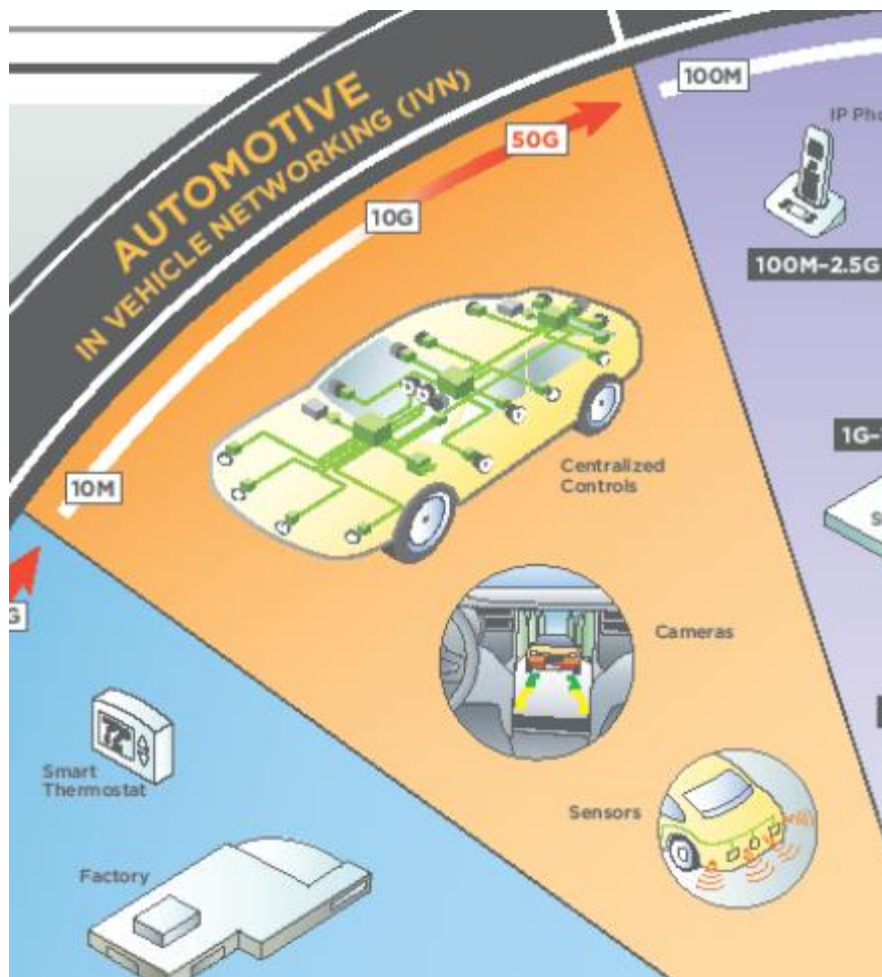 AUTOMOTIVE
IN VEHICLE NETWORKING (IVN)
10M
10G
50G
Centralized
Controls
Cameras
Sensors
100M
100M–2.5G
Smart
Thermostat
72
Factory